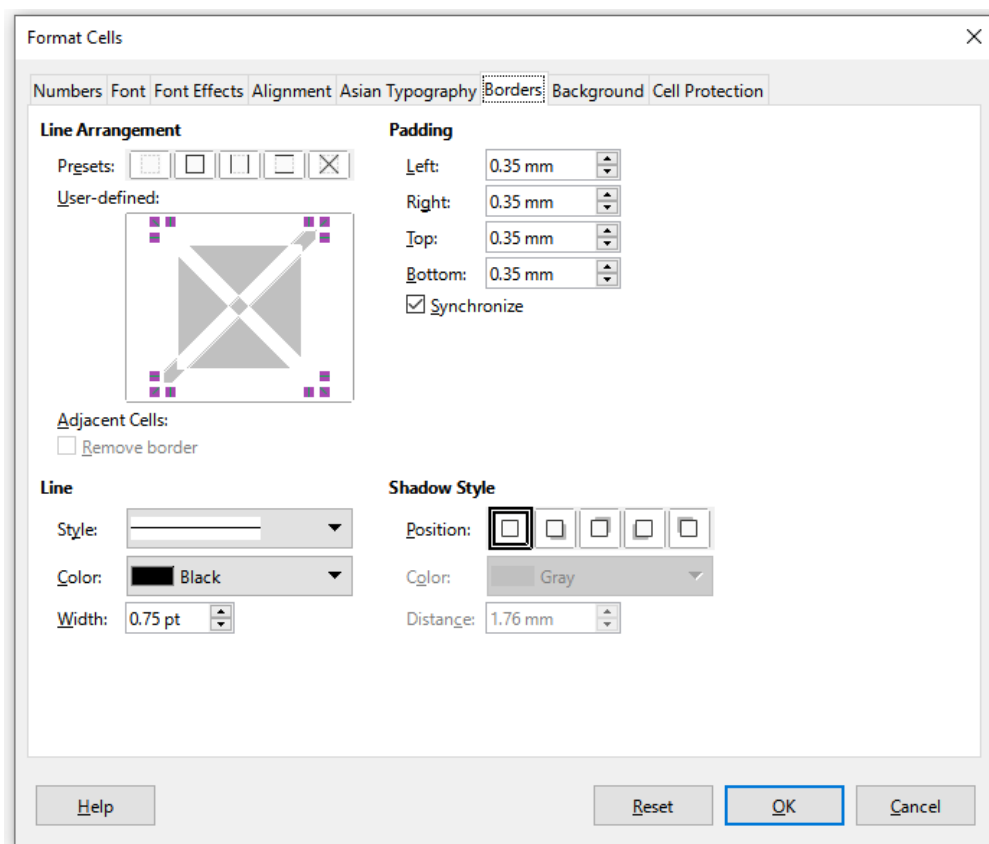 Format Cells
Numbers Font Font Effects Alignment Asian Typography Borders Background Cell Protection
Line Arrangement
Presets:
User-defined:
Adjacent Cells:
Remove border
Padding
Left: 0.35 mm
Right: 0.35 mm
Top: 0.35 mm
Bottom: 0.35 mm
Synchronize
Line
Style:
Color: Black
Width: 0.75 pt
Shadow Style
Position:
Color: Gray
Distance: 1.76 mm
Help Reset OK Cancel